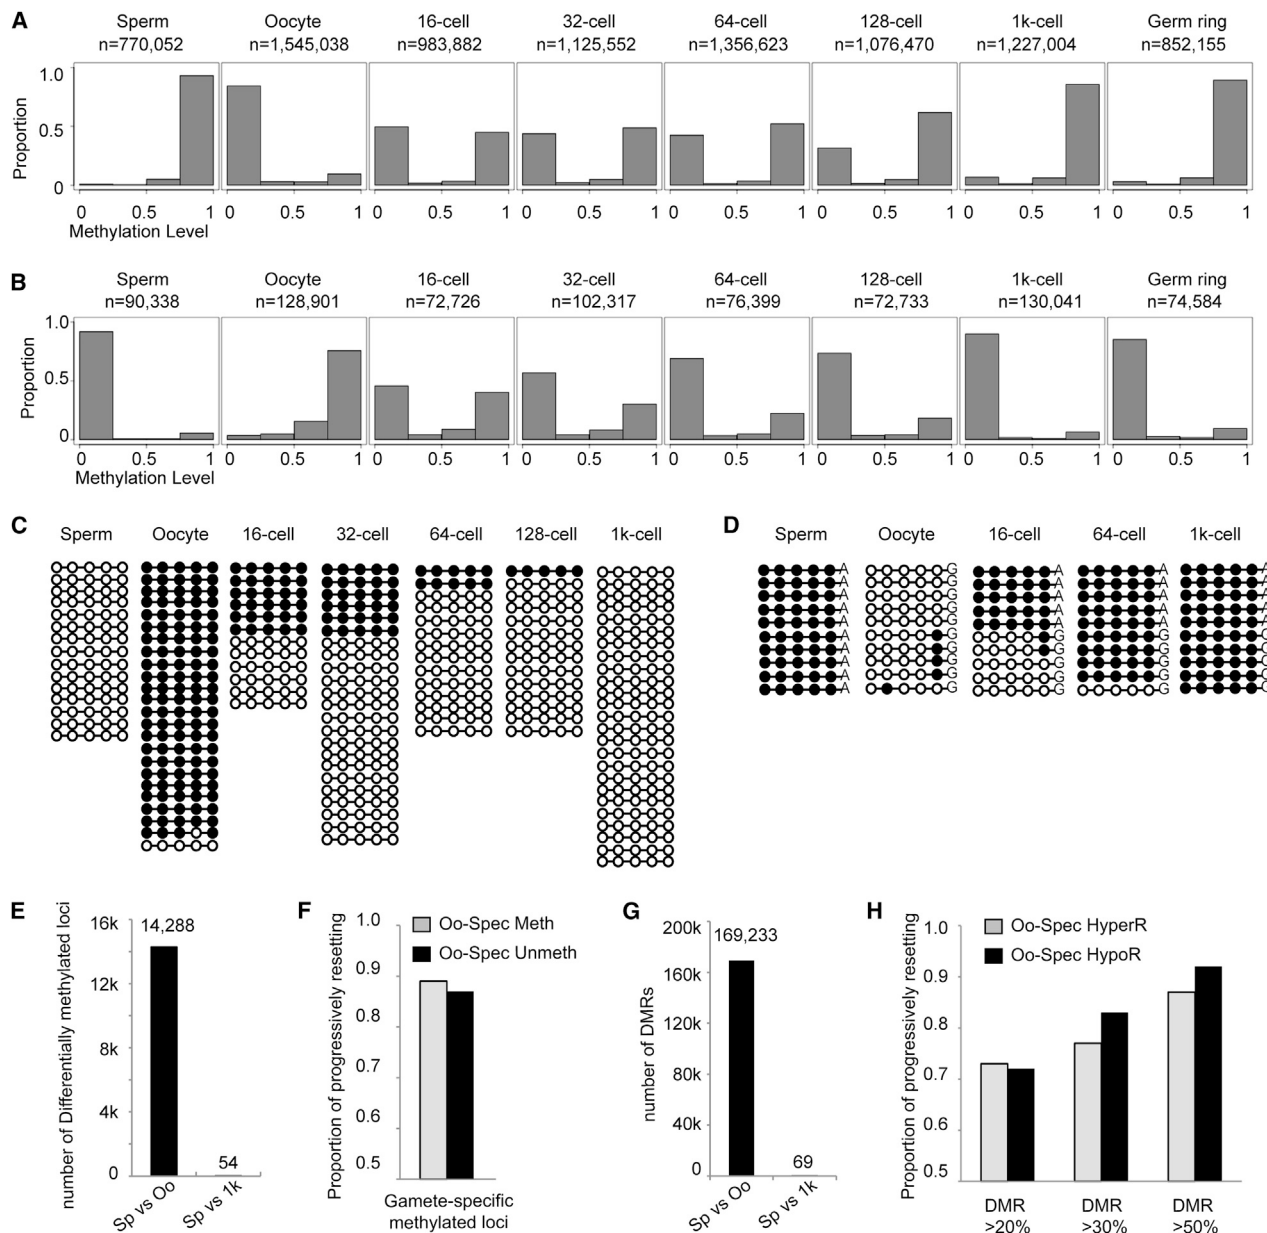 A
Sperm Oocyte 16-cell 32-cell 64-cell 128-cell 1k-cell Germ ring
n=770,052 n=1,545,038 n=983,882 n=1,125,552 n=1,356,623 n=1,076,470 n=1,227,004 n=852,155
Proportion
1.0
0.5
0
0 0.5 1 0 0.5 1 0 0.5 1 0 0.5 1 0 0.5 1 0 0.5 1 0 0.5 1 0 0.5 1
Methylation Level
B
Sperm Oocyte 16-cell 32-cell 64-cell 128-cell 1k-cell Germ ring
n=90,338 n=128,901 n=72,726 n=102,317 n=76,399 n=72,733 n=130,041 n=74,584
Proportion
1.0
0.5
0
0 0.5 1 0 0.5 1 0 0.5 1 0 0.5 1 0 0.5 1 0 0.5 1 0 0.5 1 0 0.5 1
Methylation Level
C
Sperm Oocyte 16-cell 32-cell 64-cell 128-cell 1k-cell
D
Sperm Oocyte 16-cell 64-cell 1k-cell
A G A A A
A G A A A
A G A A A
A G A A A
A G A A A
A G G G G
A G G G G
A G G G G
A G G G G
A G G G G
E
number of Differentially methylated loci
16k
12k
8k
4k
0
14,288
54
Sp vs Oo
Sp vs 1k
F
Proportion of progressively resetting
1.0
0.9
0.8
0.7
0.6
.5
Oo-Spec Meth
Oo-Spec Unmeth
Gamete-specific
methylated loci
G
number of DMRs
200k
160k
120k
80k
40k
0
169,233
69
Sp vs Oo
Sp vs 1k
H
Proportion of progressively resetting
1.0
0.9
0.8
0.7
0.6
0.5
Oo-Spec HyperR
Oo-Spec HypoR
DMR DMR DMR
>20% >30% >50%